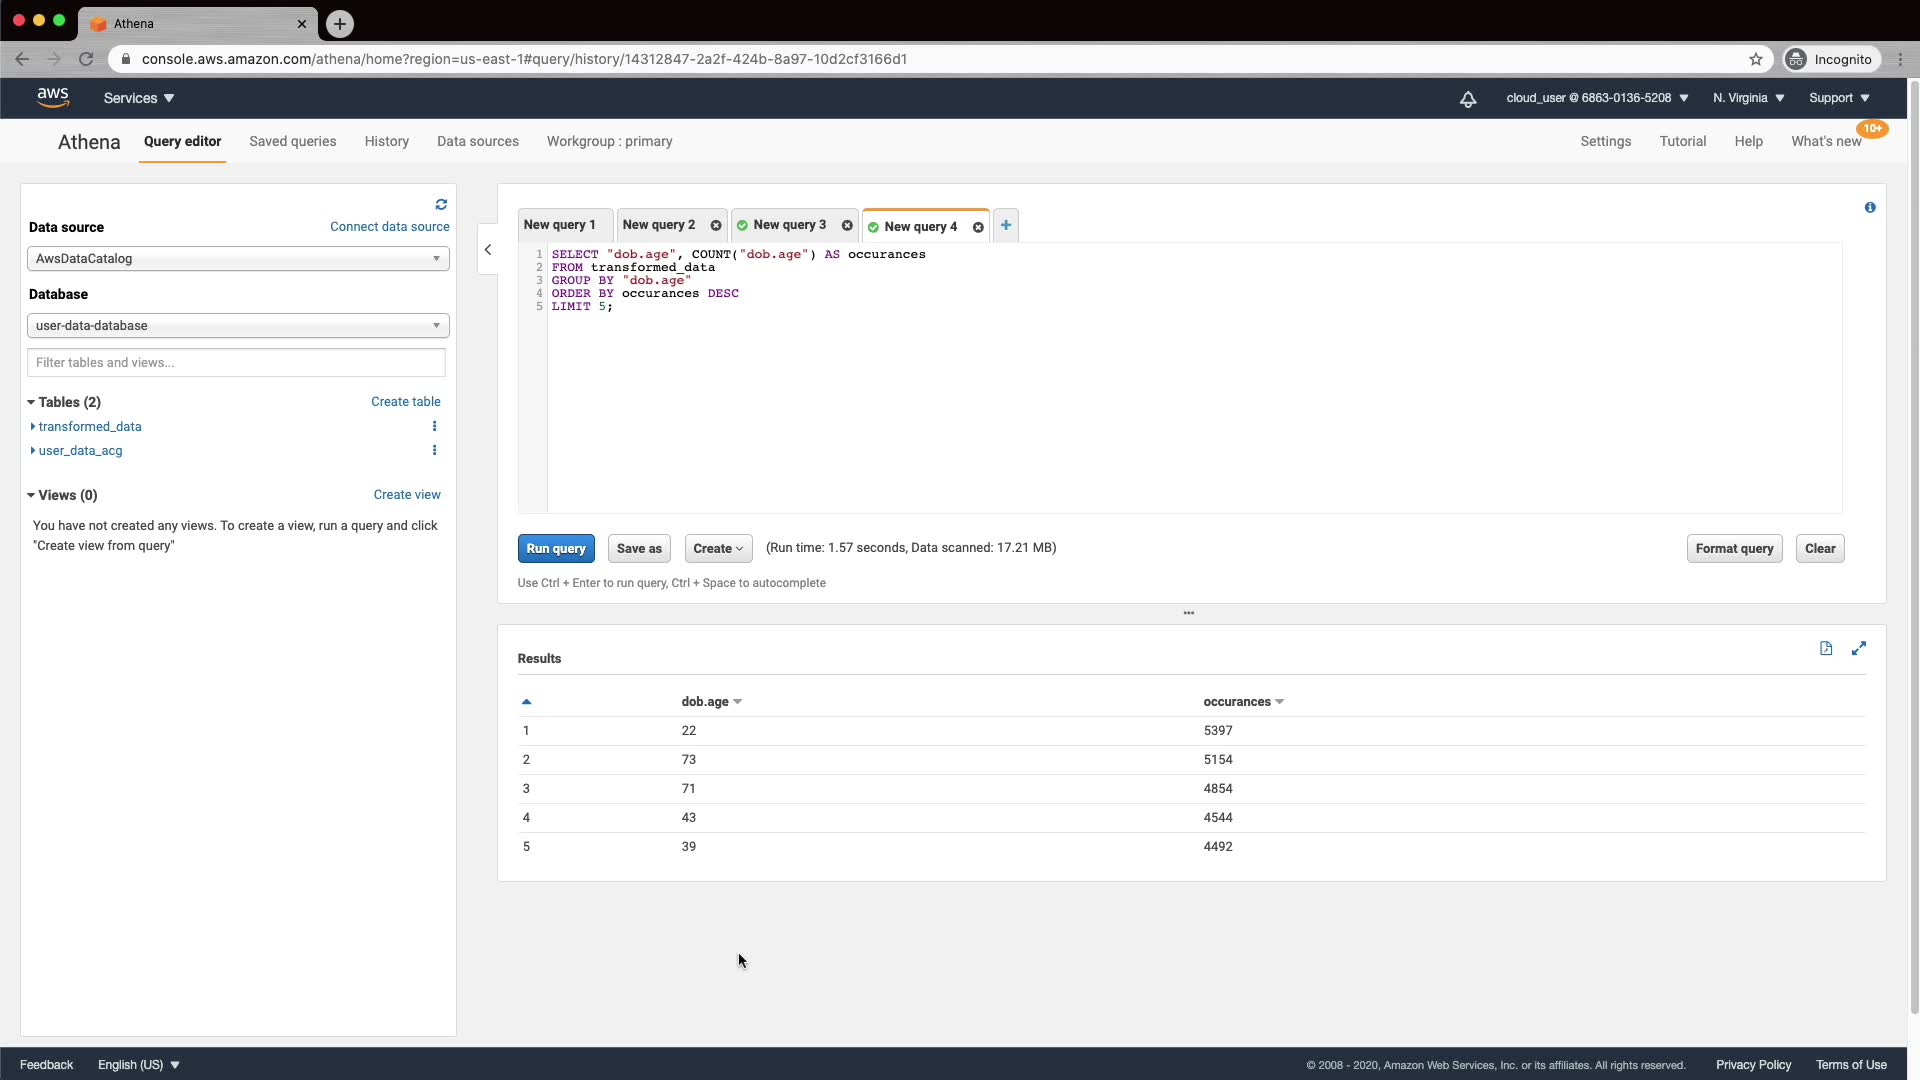 Athena
console.aws.amazon.com/athena/home?region=us-east-1#query/history/14312847-2a2f-424b-8a97-10d2cf3166d1
Incognito
aws
Services
cloud_user @ 6863-0136-5208
N. Virginia
Support
Athena
Query editor
Saved queries
History
Data sources
Workgroup : primary
Settings
Tutorial
Help
What's new
10+
Data source
Connect data source
AwsDataCatalog
Database
user-data-database
Filter tables and views...
Tables (2)
Create table
transformed_data
user_data_acg
Views (0)
Create view
You have not created any views. To create a view, run a query and click
"Create view from query"
New query 1
New query 2
New query 3
New query 4
1 SELECT "dob.age", COUNT("dob.age") AS occurances
2 FROM transformed_data
3 GROUP BY "dob.age"
4 ORDER BY occurances DESC
5 LIMIT 5;
Run query
Save as
Create
(Run time: 1.57 seconds, Data scanned: 17.21 MB)
Format query
Clear
Use Ctrl + Enter to run query, Ctrl + Space to autocomplete
Results
dob.age occurances
1 22 5397
2 73 5154
3 71 4854
4 43 4544
5 39 4492
Feedback
English (US)
© 2008 - 2020, Amazon Web Services, Inc. or its affiliates. All rights reserved.
Privacy Policy
Terms of Use